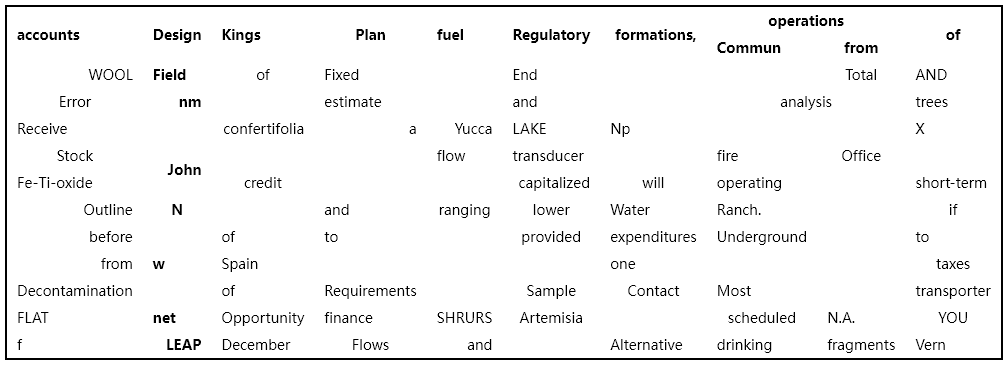 operations
accounts Design Kings Plan fuel Regulatory formations, of
Commun from
WOOL Field of Fixed End Total AND
Error nm estimate and analysis trees
Receive confertifolia a Yucca LAKE Np X
Stock flow transducer fire Office
John
Fe-Ti-oxide credit capitalized will operating short-term
Outline N and ranging lower Water Ranch. if
before of to provided expenditures Underground to
from w Spain one taxes
Decontamination of Requirements Sample Contact Most transporter
FLAT net Opportunity finance SHRURS Artemisia scheduled N.A. YOU
f LEAP December Flows and Alternative drinking fragments Vern